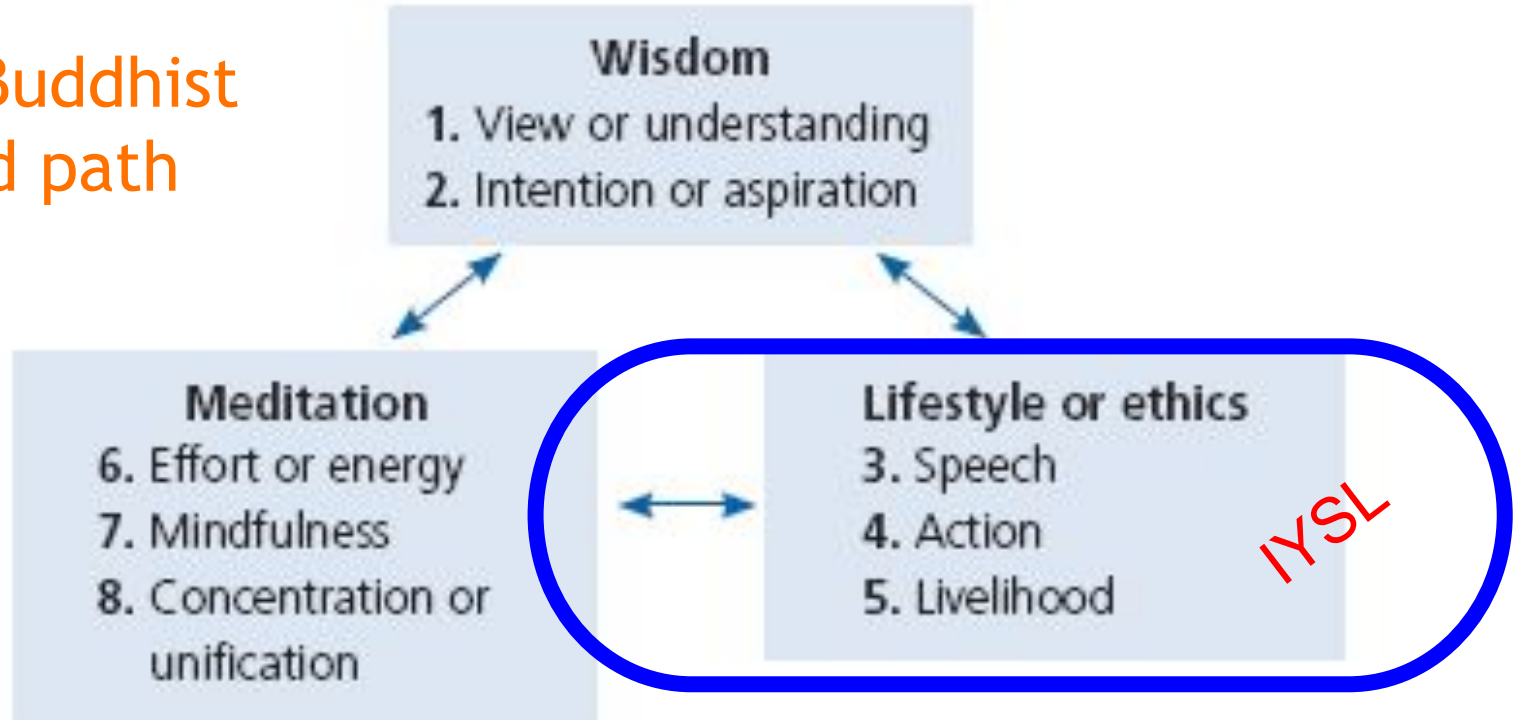 Buddhist
d path
Wisdom
1. View or understanding
2. Intention or aspiration
Meditation
6. Effort or energy
7. Mindfulness
8. Concentration or
unification
Lifestyle or ethics
3. Speech
4. Action
5. Livelihood
IYSL